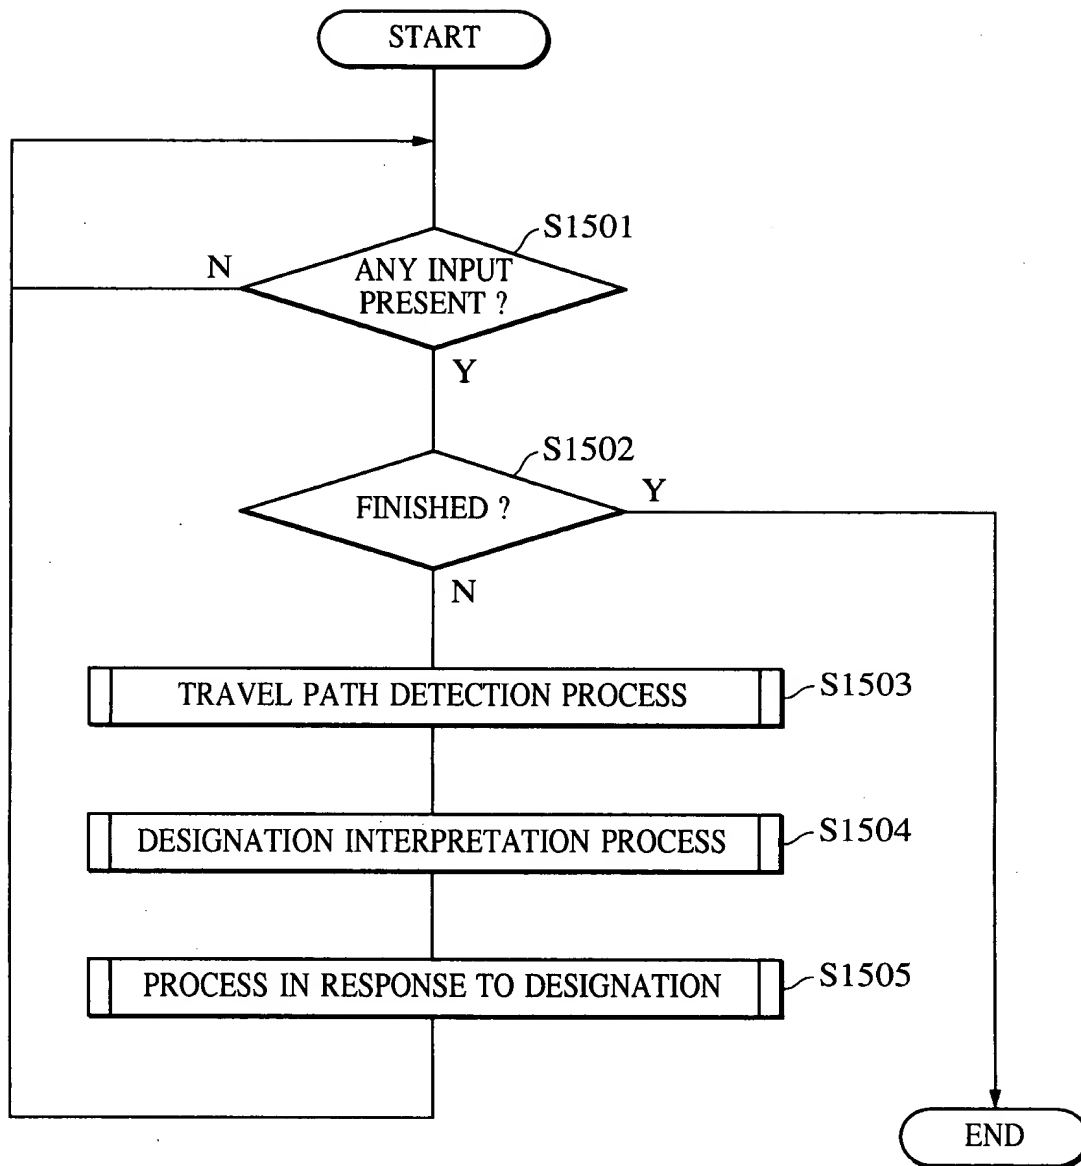 START
S1501
N
ANY INPUT
PRESENT ?
Y
S1502
FINISHED ?
Y
N
TRAVEL PATH DETECTION PROCESS
S1503
DESIGNATION INTERPRETATION PROCESS
S1504
PROCESS IN RESPONSE TO DESIGNATION
S1505
END